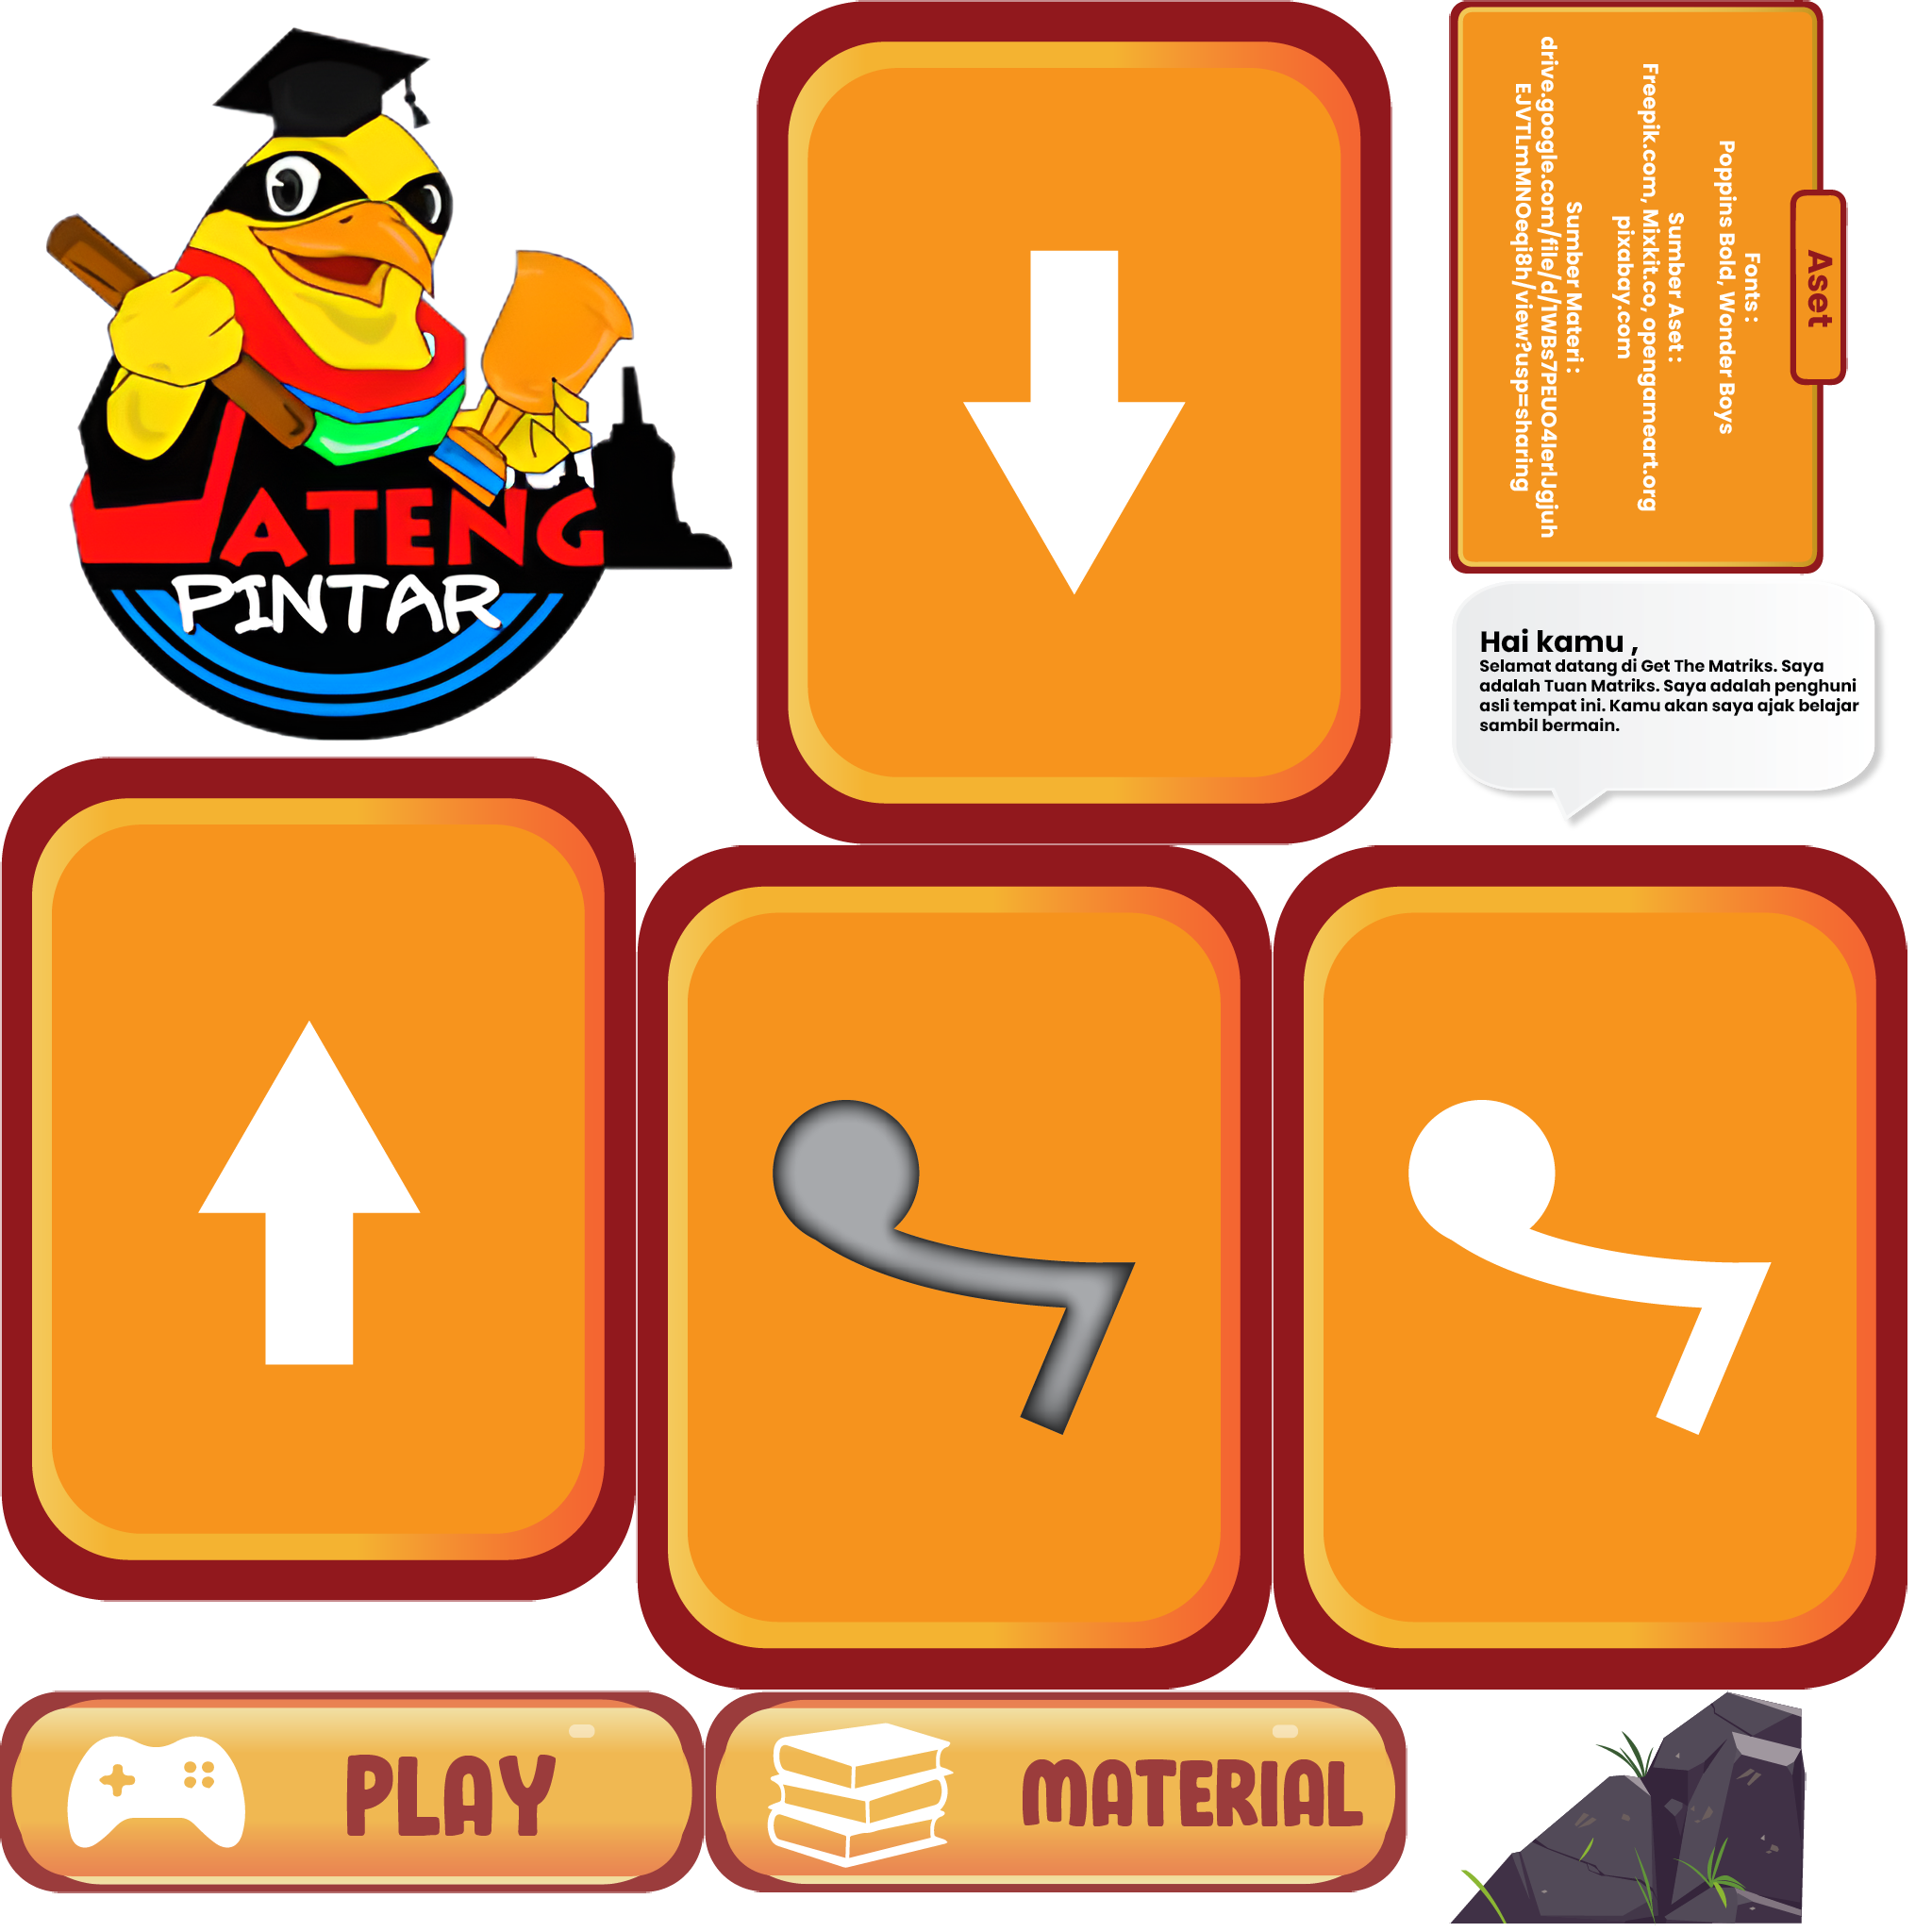 JATENG
PINTAR
Aset
Fonts :
Poppins Bold, Wonder Boys
Sumber Aset :
Freepik.com, Mixkit.co, opengameart.org
pixabay.com
Sumber Materi :
drive.google.com/file/d/1WBs7PEUO4IerIJgjuh
EJVTLmMNOeqi8h/view?usp=sharing
Hai kamu ,
Selamat datang di Get The Matriks. Saya
adalah Tuan Matriks. Saya adalah penghuni
asli tempat ini. Kamu akan saya ajak belajar
sambil bermain.
PLAY
MATERIAL